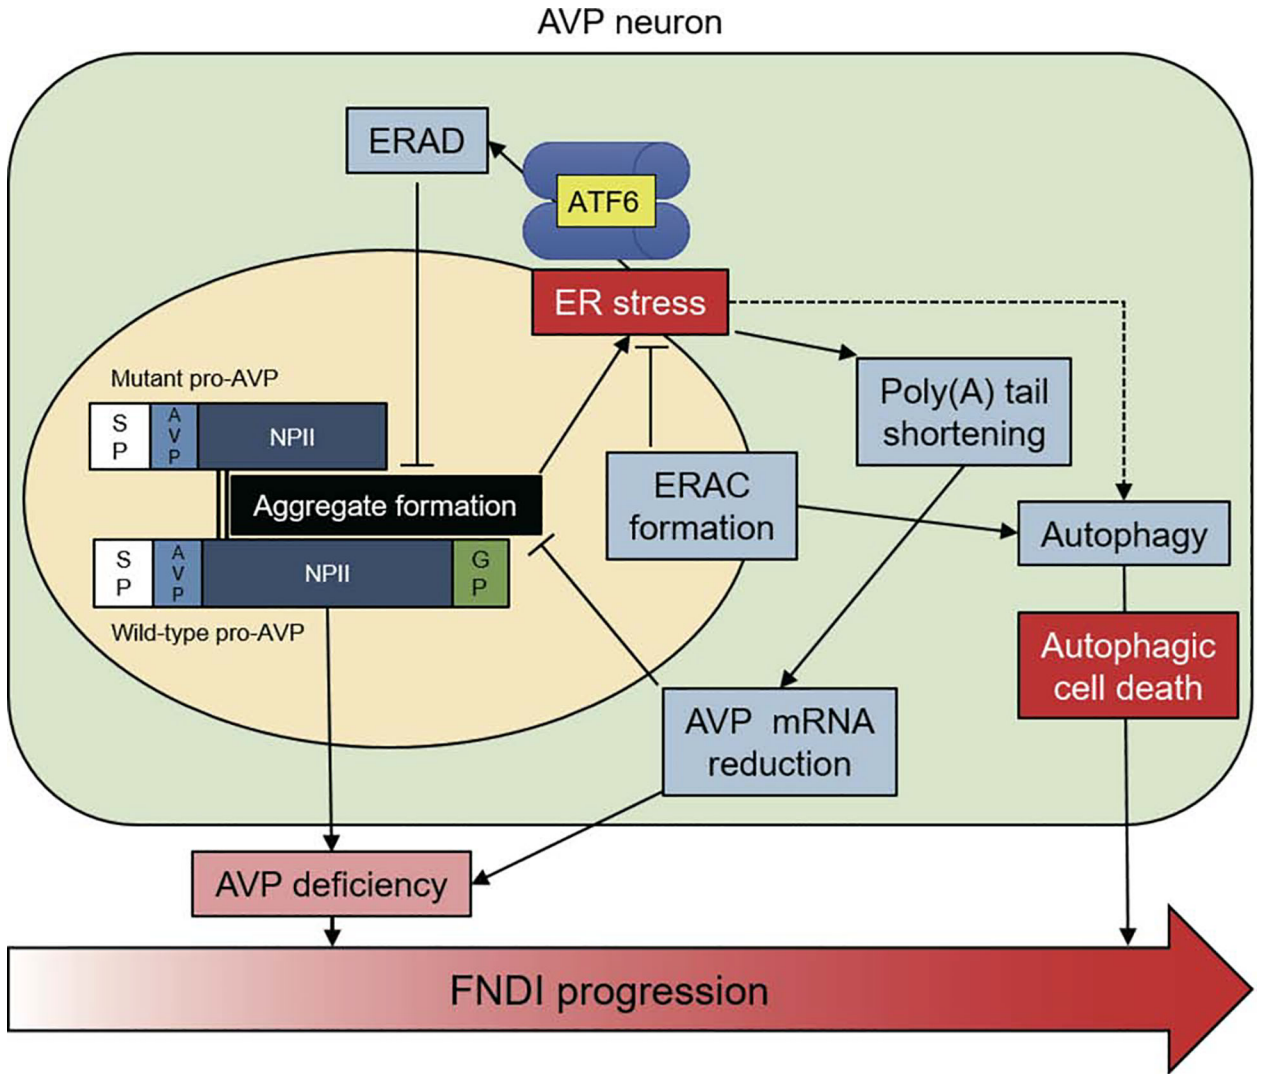 AVP neuron
ERAD
ATF6
ER stress
Mutant pro-AVP
S
P
A
V
P
NPII
Poly(A) tail
shortening
Aggregate formation
ERAC
formation
Autophagy
S
P
A
V
P
NPII
G
P
Wild-type pro-AVP
Autophagic
cell death
AVP mRNA
reduction
AVP deficiency
FNDI progression